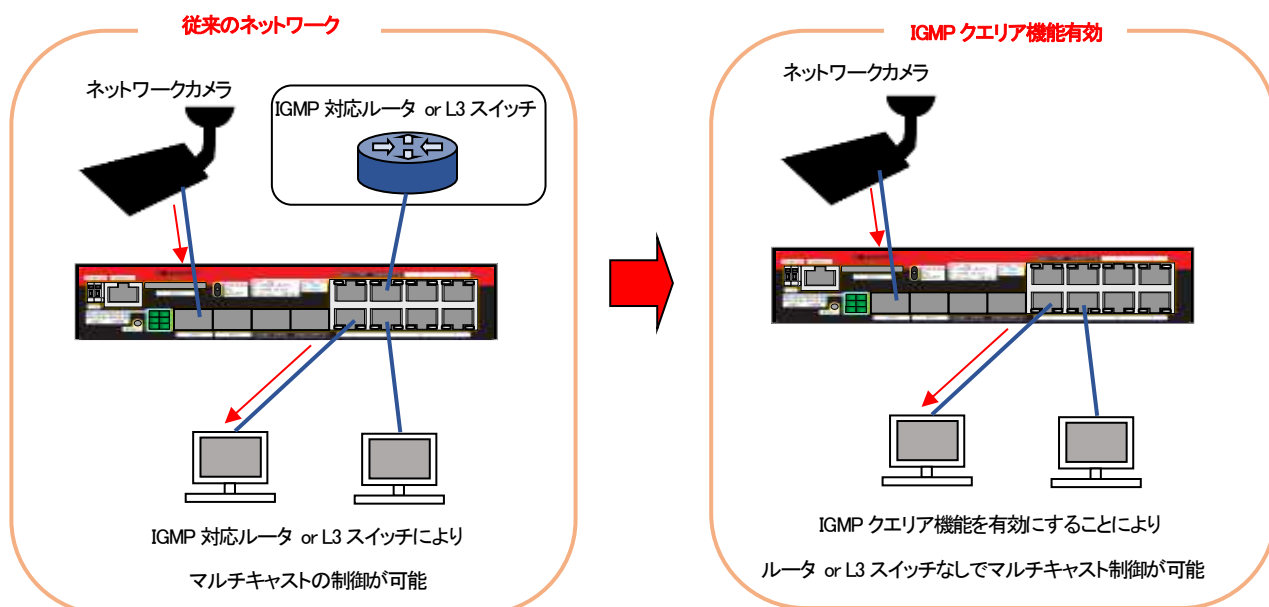 従来のネットワーク
ネットワークカメラ
IGMP 対応ルータ or L3 スイッチ
IGMP 対応ルータ or L3 スイッチにより
マルチキャストの制御が可能
IGMP クエリア機能有効
ネットワークカメラ
IGMP クエリア機能を有効にすることにより
ルータ or L3 スイッチなしでマルチキャスト制御が可能